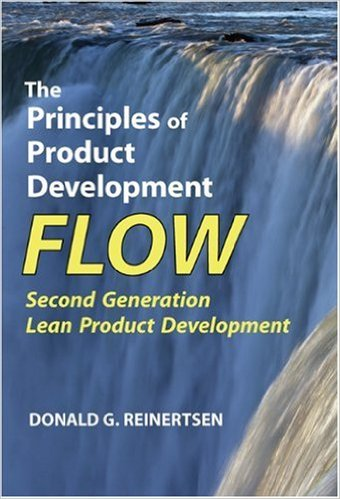 The
Principles of
Product
Development
FLOW
Second Generation
Lean Product Development
DONALD G. REINERTSEN